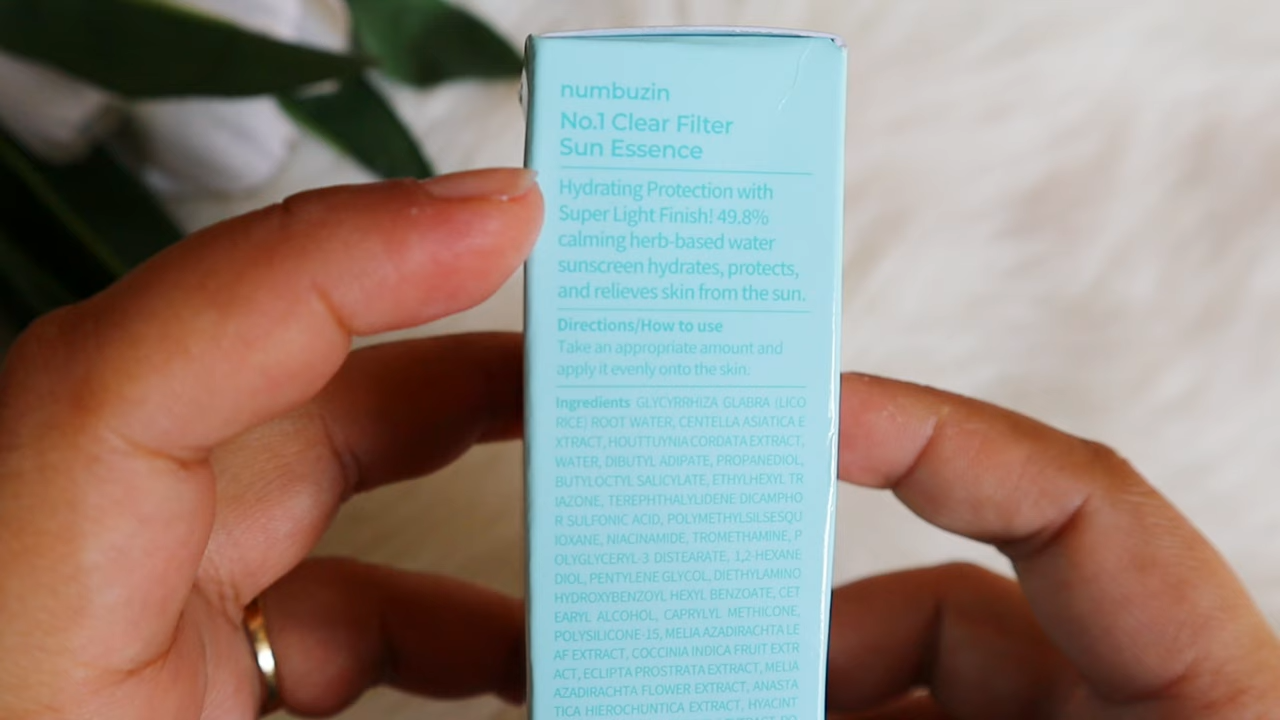 numbuzin
No.1 Clear Filter
Sun Essence
Hydrating Protection with
Super Light Finish! 49.8%
calming herb-based water
sunscreen hydrates, protects,
and relieves skin from the sun.
Directions/How to use
Take an appropriate amount and
apply it evenly onto the skin.
Ingredients GLYCYRRHIZA GLABRA (LICO
RICE) ROOT WATER, CENTELLA ASIATICA E
XTRACT, HOUTTUYNIA CORDATA EXTRACT,
WATER, DIBUTYL ADIPATE, PROPANEDIOL,
BUTYLOCTYL SALICYLATE, ETHYLHEXYL TR
IAZONE, TEREPHTHALYLIDENE DICAMPHO
R SULFONIC ACID, POLYMETHYLSILSESQU
IOXANE, NIACINAMIDE, TROMETHAMINE, P
OLYGLYCERYL-3 DISTEARATE, 1,2-HEXANE
DIOL, PENTYLENE GLYCOL, DIETHYLAMINO
HYDROXYBENZOYL HEXYL BENZOATE, CET
EARYL ALCOHOL, CAPRYLYL METHICONE,
POLYSILICONE-15, MELIA AZADIRACHTA LE
AF EXTRACT, COCCINIA INDICA FRUIT EXTR
ACT, ECLIPTA PROSTRATA EXTRACT, MELIA
AZADIRACHTA FLOWER EXTRACT, ANASTA
TICA HIEROCHUNTICA EXTRACT, HYACINT